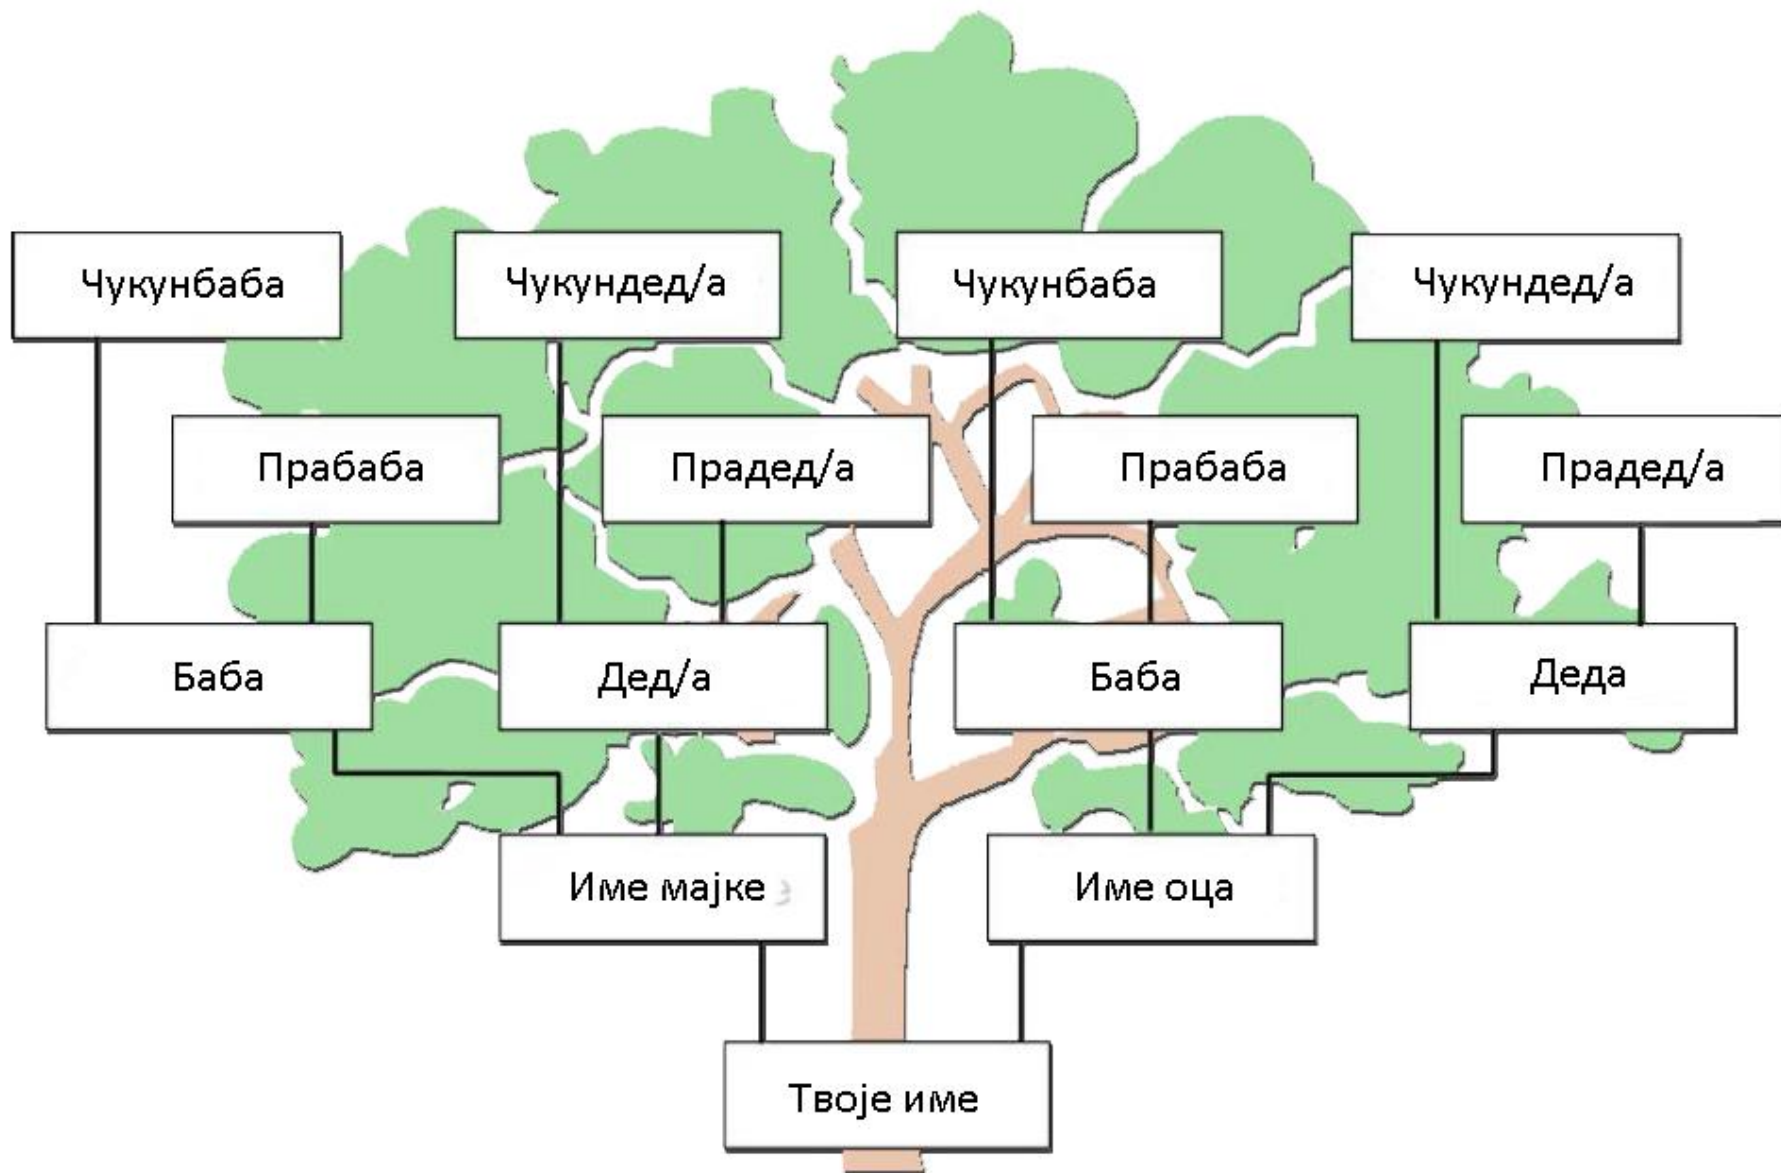 Чукунбаба
Чукундед/а
Чукунбаба
Чукундед/а
Прабаба
Прадед/а
Прабаба
Прадед/а
Баба
Дед/а
Баба
Деда
Име мајке
Име оца
Твоје име